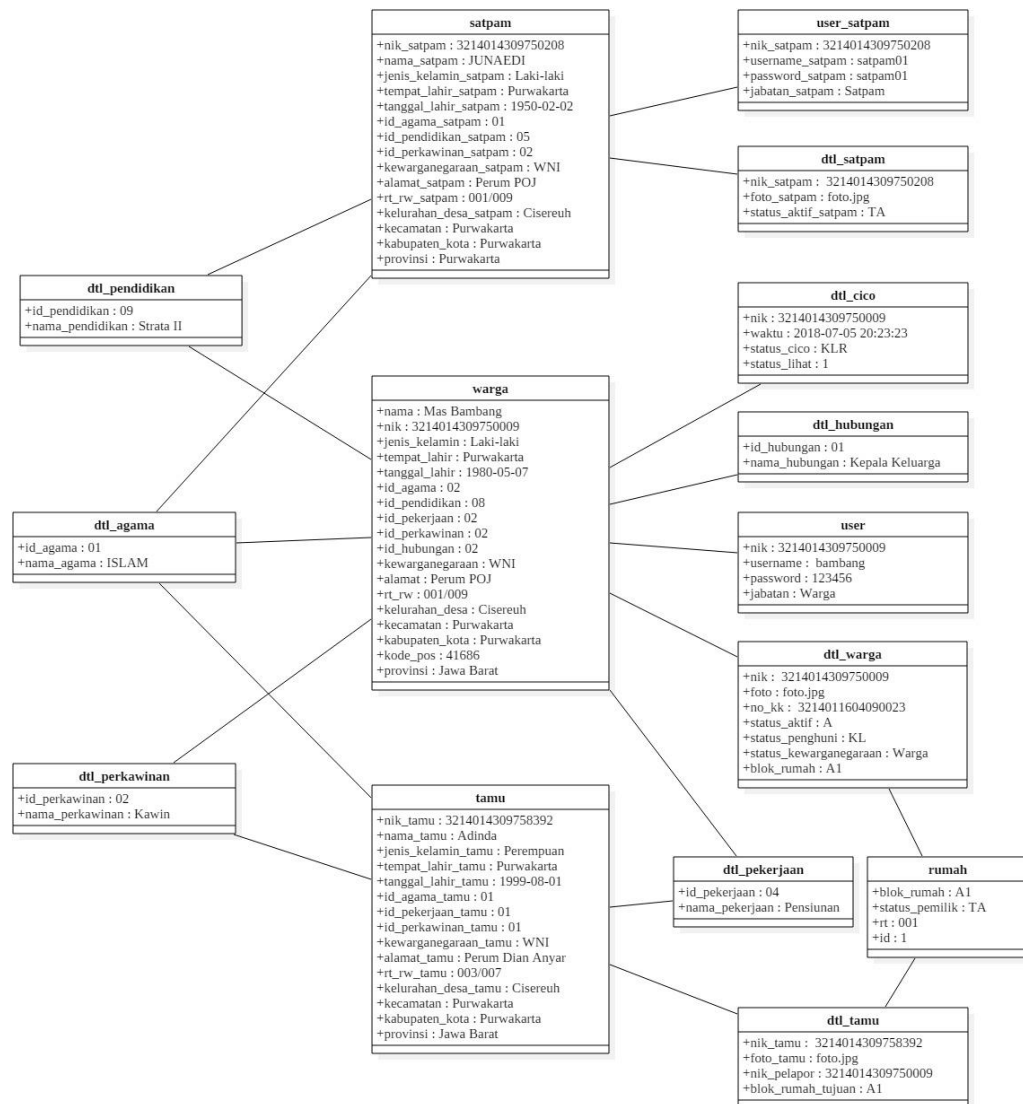 satpam
+nik_satpam : 3214014309750208
+nama_satpam : JUNAEDI
+jenis_kelamin_satpam : Laki-laki
+tempat_lahir_satpam : Purwakarta
+tanggal_lahir_satpam : 1950-02-02
+id_agama_satpam : 01
+id_pendidikan_satpam : 05
+id_perkawinan_satpam : 02
+kewarganegaraan_satpam : WNI
+alamat_satpam : Perum POJ
+rt_rw_satpam : 001/009
+kelurahan_desa_satpam : Cisereuh
+kecamatan : Purwakarta
+kabupaten_kota : Purwakarta
+provinsi : Purwakarta
user_satpam
+nik_satpam : 3214014309750208
+username_satpam : satpam01
+password_satpam : satpam01
+jabatan_satpam : Satpam
dtl_satpam
+nik_satpam : 3214014309750208
+foto_satpam : foto.jpg
+status_aktif_satpam : TA
dtl_pendidikan
+id_pendidikan : 09
+nama_pendidikan : Strata II
dtl_cico
+nik : 3214014309750009
+waktu : 2018-07-05 20:23:23
+status_cico : KLR
+status_lihat : 1
warga
+nama : Mas Bambang
+nik : 3214014309750009
+jenis_kelamin : Laki-laki
+tempat_lahir : Purwakarta
+tanggal_lahir : 1980-05-07
+id_agama : 02
+id_pendidikan : 08
+id_pekerjaan : 02
+id_perkawinan : 02
+id_hubungan : 02
+kewarganegaraan : WNI
+alamat : Perum POJ
+rt_rw : 001/009
+kelurahan_desa : Cisereuh
+kecamatan : Purwakarta
+kabupaten_kota : Purwakarta
+kode_pos : 41686
+provinsi : Jawa Barat
dtl_hubungan
+id_hubungan : 01
+nama_hubungan : Kepala Keluarga
dtl_agama
+id_agama : 01
+nama_agama : ISLAM
user
+nik : 3214014309750009
+username : bambang
+password : 123456
+jabatan : Warga
dtl_warga
+nik : 3214014309750009
+foto : foto.jpg
+no_kk : 3214011604090023
+status_aktif : A
+status_penghuni : KL
+status_kewarganegaraan : Warga
+blok_rumah : A1
dtl_perkawinan
+id_perkawinan : 02
+nama_perkawinan : Kawin
tamu
+nik_tamu : 3214014309758392
+nama_tamu : Adinda
+jenis_kelamin_tamu : Perempuan
+tempat_lahir_tamu : Purwakarta
+tanggal_lahir_tamu : 1999-08-01
+id_agama_tamu : 01
+id_pekerjaan_tamu : 01
+id_perkawinan_tamu : 01
+kewarganegaraan_tamu : WNI
+alamat_tamu : Perum Dian Anyar
+rt_rw_tamu : 003/007
+kelurahan_desa_tamu : Cisereuh
+kecamatan : Purwakarta
+kabupaten_kota : Purwakarta
+provinsi : Jawa Barat
dtl_pekerjaan
+id_pekerjaan : 04
+nama_pekerjaan : Pensiunan
rumah
+blok_rumah : A1
+status_pemilik : TA
+rt : 001
+id : 1
dtl_tamu
+nik_tamu : 3214014309758392
+foto_tamu : foto.jpg
+nik_pelapor : 3214014309750009
+blok_rumah_tujuan : A1